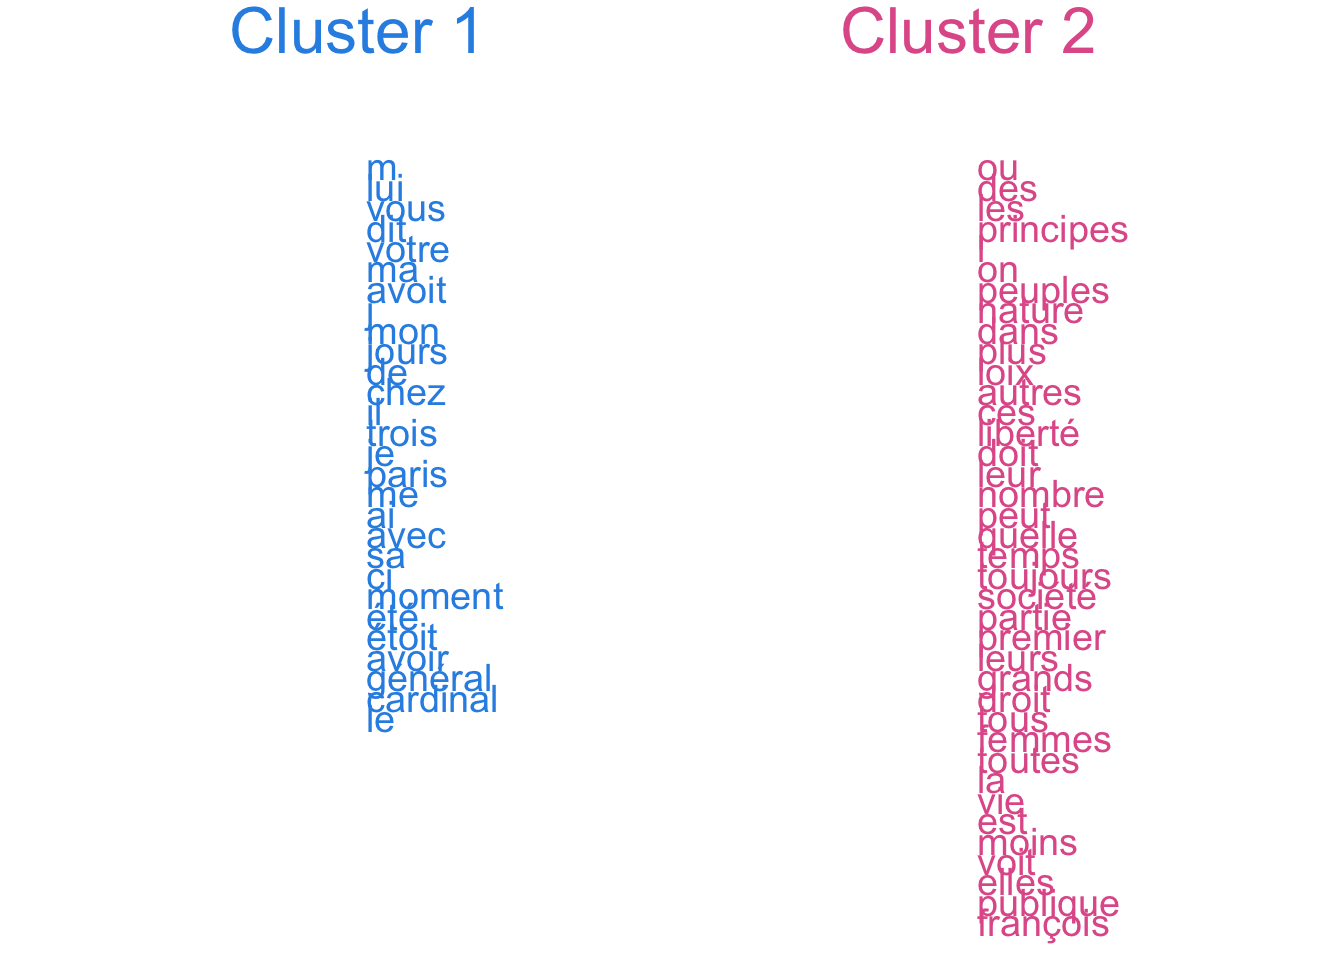 Cluster 1
m
lui
vous
dit
votre
ma
avoit
j
mon
jours
de
chez
il
trois
je
paris
me
ai
avec
sa
ci
moment
été
étoit
avoir
général
cardinal
le
Cluster 2
ou
des
les
principes
l
on
peuples
nature
dans
plus
loix
autres
ces
liberté
doit
leur
nombre
peut
quelle
temps
toujours
société
partie
premier
leurs
grands
droit
tous
femmes
toutes
la
vie
est
moins
voit
elles
publique
françois